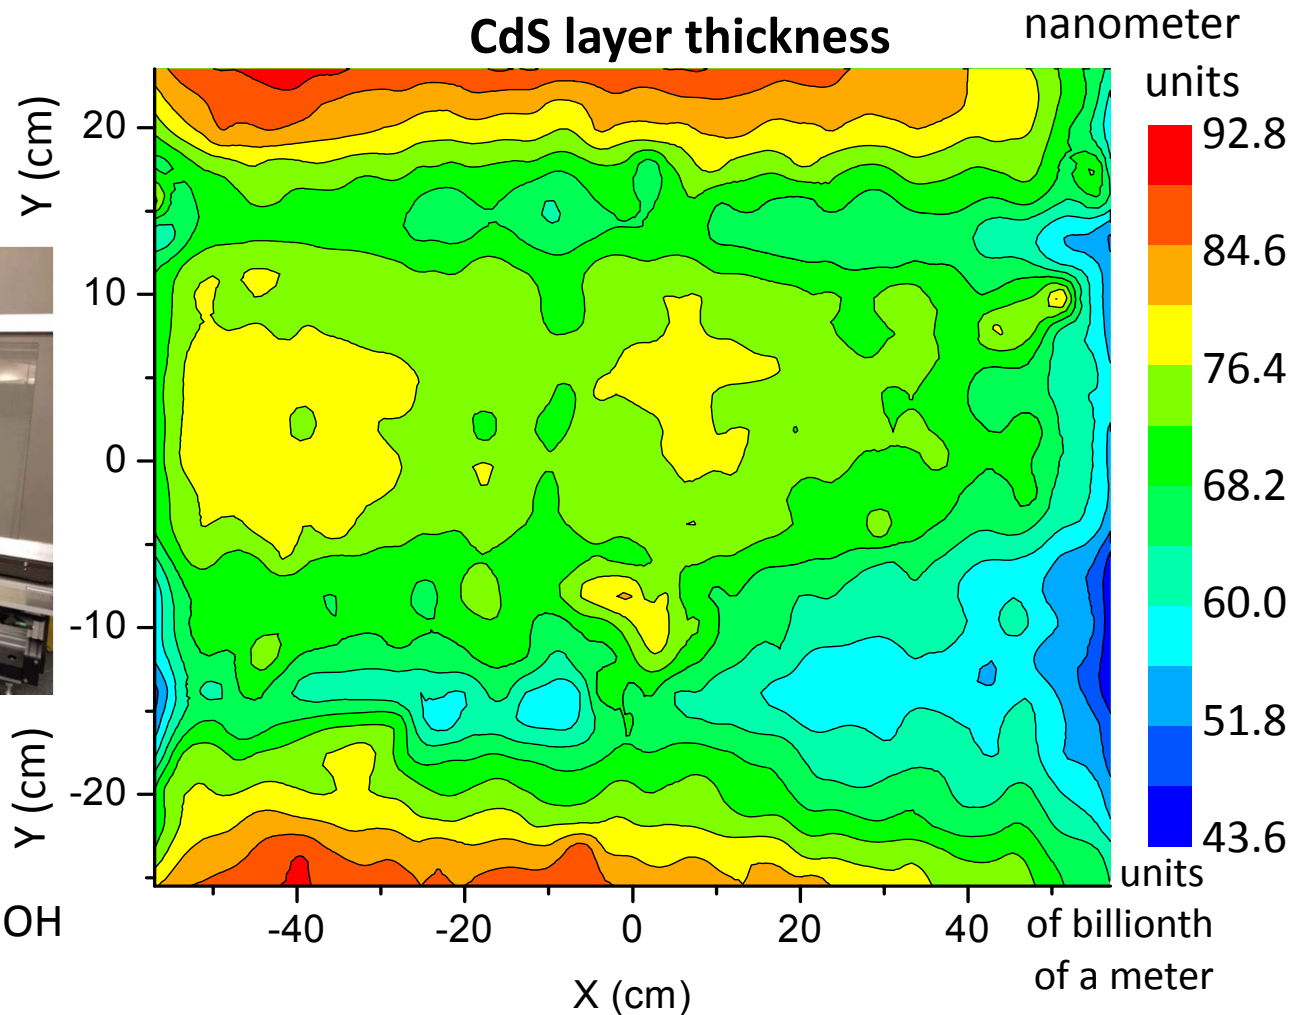 CdS layer thickness
nanometer
units
Y (cm)
20
10
0
-10
-20
Y (cm)
OH
-40
-20
0
20
40
X (cm)
92.8
84.6
76.4
68.2
60.0
51.8
43.6
units
of billionth
of a meter